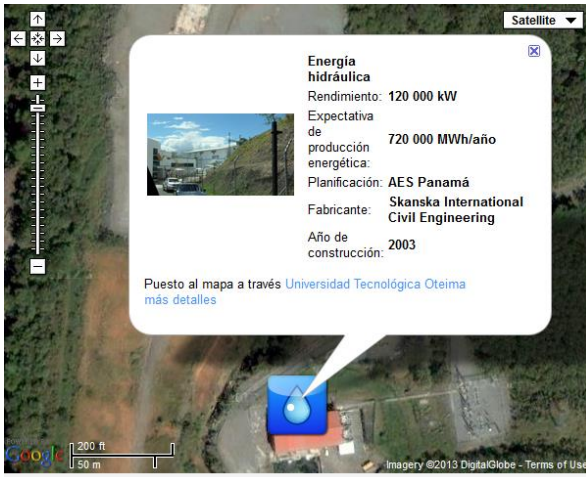 Satellite
Energía
hidráulica
Rendimiento: 120 000 kW
Expectativa
de
producción
energética:
720 000 MWh/año
Planificación: AES Panamá
Fabricante:
Skanska International
Civil Engineering
Año de
construcción:
2003
Puesto al mapa a través Universidad Tecnológica Oteima
más detalles
POWERED BY
Google
200 ft
50 m
Imagery ©2013 DigitalGlobe - Terms of Use